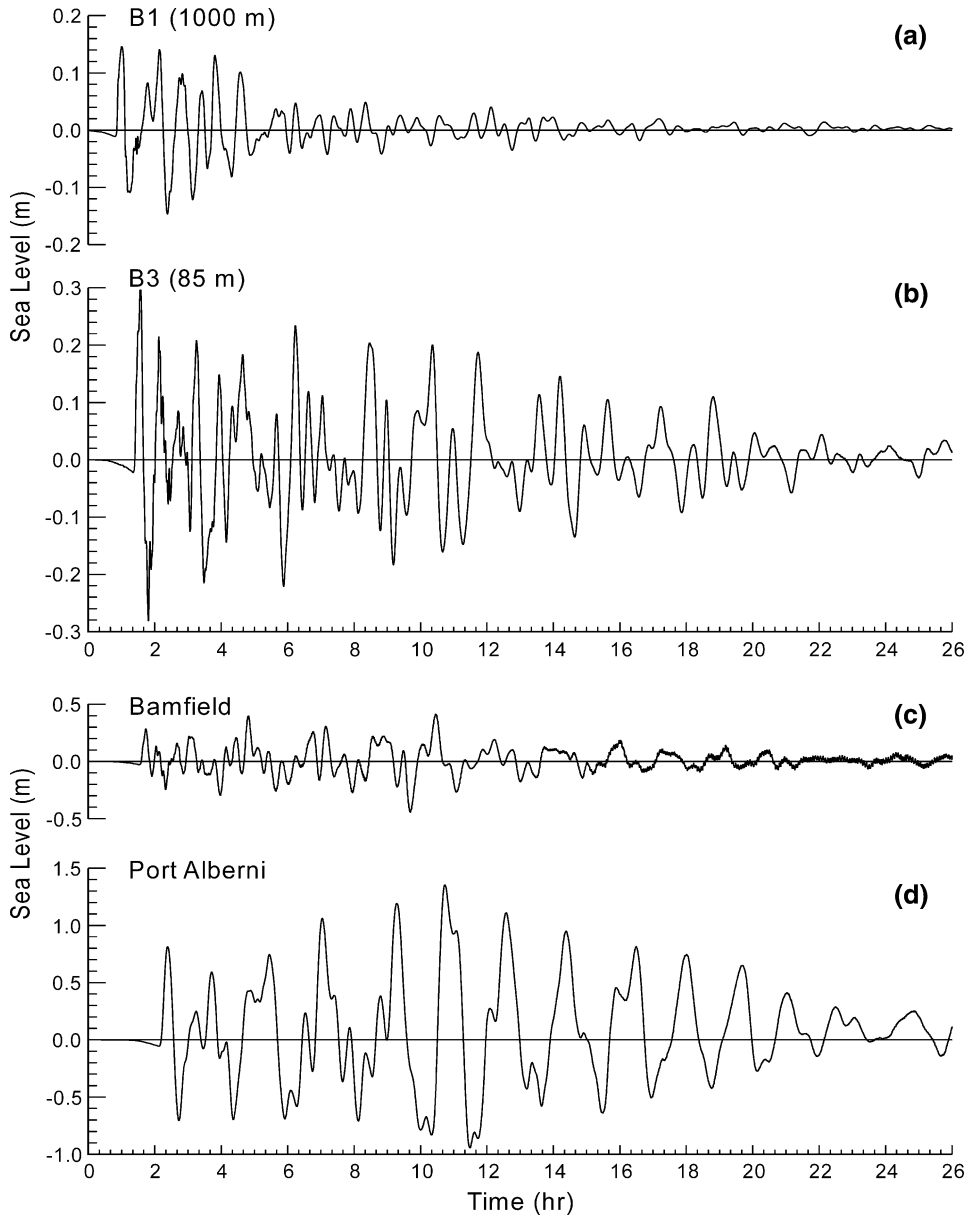 B1 (1000 m)
(a)
0.2
0.1
0.0
-0.1
-0.2
B3 (85 m)
(b)
0.3
0.2
0.1
0.0
-0.1
-0.2
-0.3
0 2 4 6 8 10 12 14 16 18 20 22 24 26
Sea Level (m)
Bamfield
(c)
0.5
0.0
-0.5
Port Alberni
(d)
1.5
1.0
0.5
0.0
-0.5
-1.0
0 2 4 6 8 10 12 14 16 18 20 22 24 26
Sea Level (m)
Time (hr)